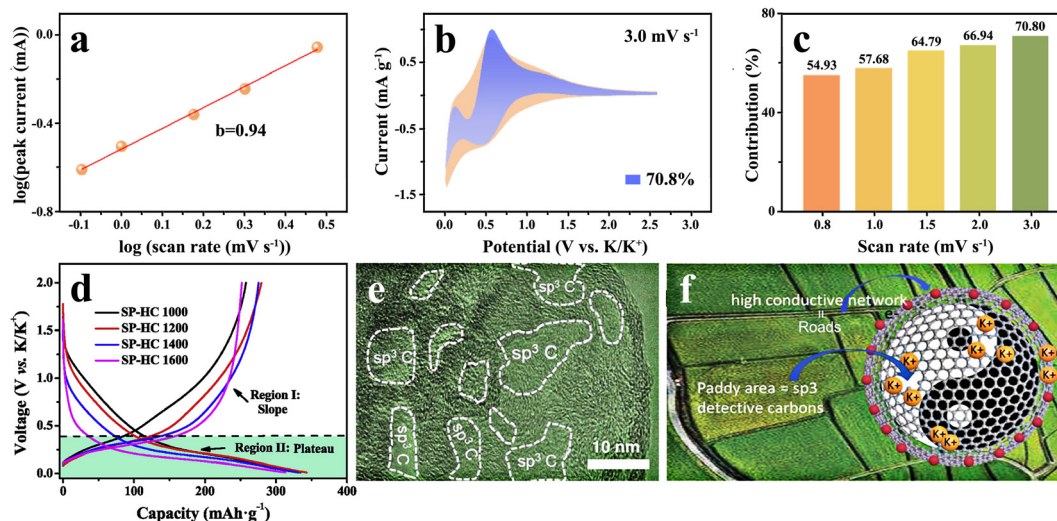 a
log(peak current (mA))
0.0
-0.4
-0.8
b=0.94
-0.1
0.0
0.1
0.2
0.3
0.4
0.5
log (scan rate (mV s⁻¹))
b
3.0 mV s⁻¹
Current (mA g⁻¹)
1.0
0.5
0.0
-0.5
-1.5
70.8%
0.0
0.5
1.0
1.5
2.0
2.5
3.0
Potential (V vs. K/K⁺)
c
Contribution (%)
80
60
40
20
0
54.93
57.68
64.79
66.94
70.80
0.8
1.0
1.5
2.0
3.0
Scan rate (mV s⁻¹)
d
Voltage (V vs. K/K⁺)
2.0
1.5
1.0
0.5
0.0
SP-HC 1000
SP-HC 1200
SP-HC 1400
SP-HC 1600
Region I:
Slope
Region II: Plateau
0
100
200
300
400
Capacity (mAh·g⁻¹)
e
sp³ C
sp³ C
sp³ C
sp³ C
sp³ C
10 nm
f
high conductive network
=
Roads
e
Paddy area = sp3
detective carbons
K+
K+
K+
K+
K+
K+
K+
K+